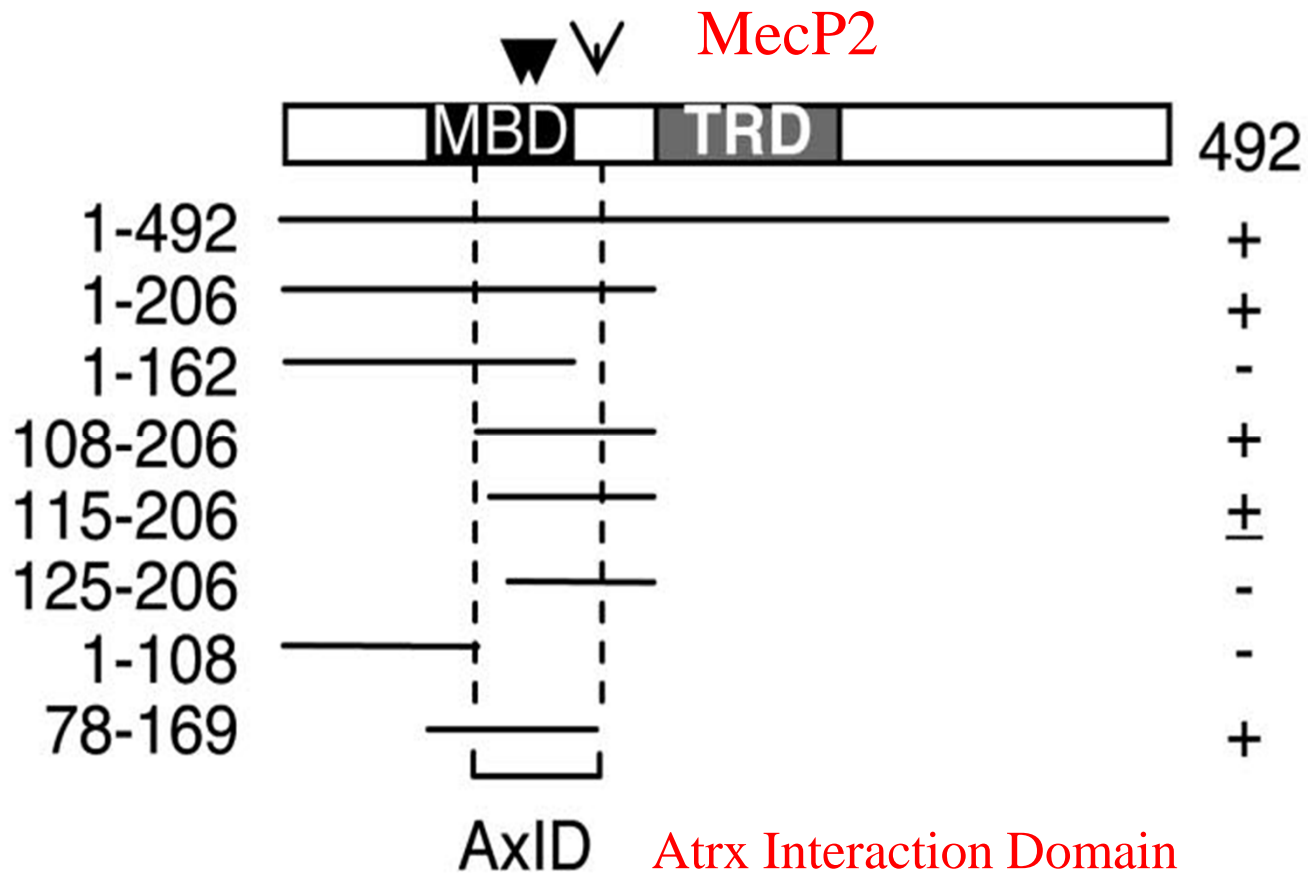 MecP2
MBD TRD 492
1-492 +
1-206 +
1-162 -
108-206 +
115-206 ±
125-206 -
1-108 -
78-169 +
AxID Atrx Interaction Domain